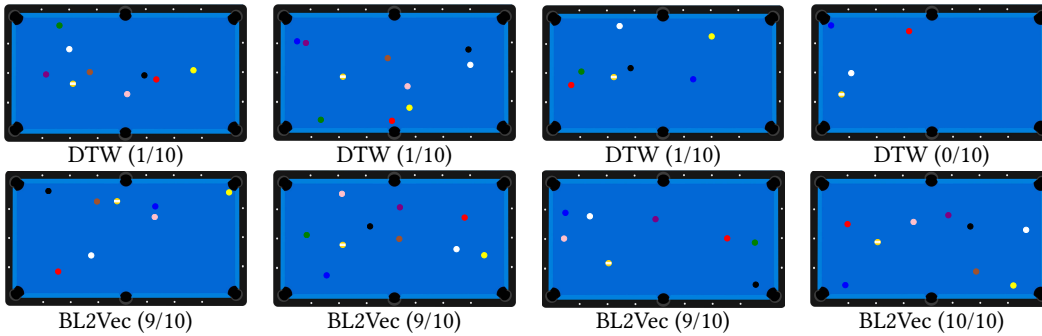 DTW (1/10) DTW (1/10) DTW (1/10) DTW (0/10)
BL2Vec (9/10) BL2Vec (9/10) BL2Vec (9/10) BL2Vec (10/10)